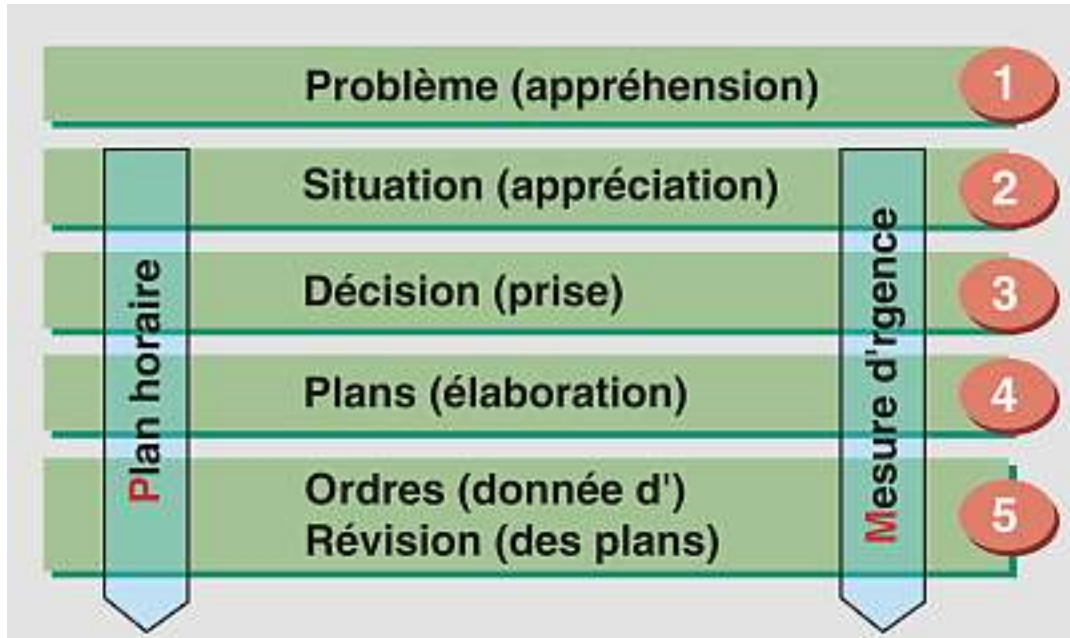 Problème (appréhension)
1
Situation (appréciation)
2
Décision (prise)
3
Plans (élaboration)
4
Ordres (donnée d')
Révision (des plans)
5
Plan horaire
Mesure d'rgence